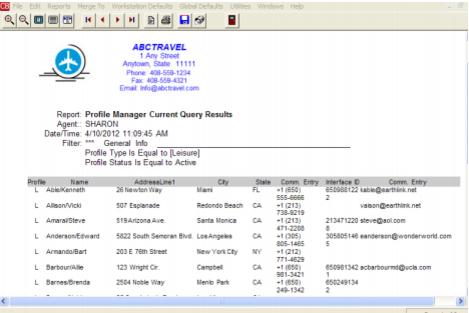 CB File Edit Reports Merge To Workstation Defaults Global Defaults Utilities Windows Help
ABCTRAVEL
1 Any Street
Anytown, State 11111
Phone: 408-559-1234
Fax: 408-559-4321
Email: Info@abctravel.com
Report: Profile Manager Current Query Results
Agent:: SHARON
Date/Time: 4/10/2012 11:09:45 AM
Filter: *** General Info
Profile Type Is Equal to [Leisure]
Profile Status Is Equal to Active
Profile Name AddressLine1 City State Comm. Entry Interface ID Comm. Entry
L Able/Kenneth 26 Newton Way Miami FL +1 (650) 650988122 kable@earthlink.net
555-6666 2
L Allison/Vicki 507 Esplanade Redondo Beach CA +1 (213) vaison@earthlink.net
738-9219
L Amaral/Steve 519 Arizona Ave. Santa Monica CA +1 (213) 213471220 steve@aol.com
471-2208 8
L Anderson/Edward 5822 South Semoran Blvd. Los Angeles CA +1 (305) 305805146 eanderson@wonderworld.com
805-1465 5
L Armando/Bart 203 E 76th Street New York City NY +1 (212)
771-4629
L Barbour/Allie 123 Wright Cir. Campbell CA +1 (650) 650981342 acbarbourmd@ucla.com
981-3421 1
L Barnes/Brenda 2584 Noble Way Menlo Park CA +1 (650) 650249134
249-1342 2